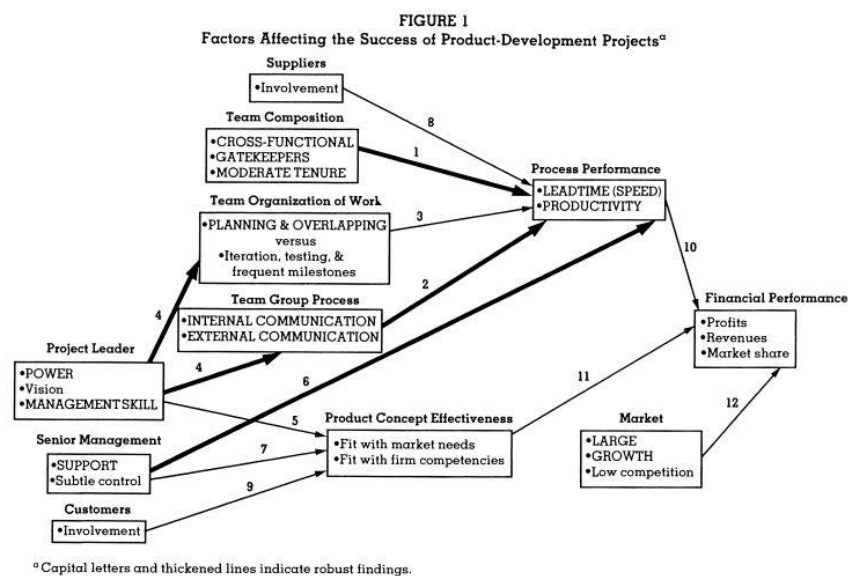 FIGURE 1
Factors Affecting the Success of Product-Development Projectsᵃ
Suppliers
•Involvement
8
Team Composition
•CROSS-FUNCTIONAL
•GATEKEEPERS
•MODERATE TENURE
1
Process Performance
•LEADTIME (SPEED)
•PRODUCTIVITY
Team Organization of Work
•PLANNING & OVERLAPPING
versus
•Iteration, testing, &
frequent milestones
3
10
4
2
Team Group Process
•INTERNAL COMMUNICATION
•EXTERNAL COMMUNICATION
Financial Performance
•Profits
•Revenues
•Market share
Project Leader
•POWER
•Vision
•MANAGEMENT SKILL
4
6
11
5
12
Product Concept Effectiveness
•Fit with market needs
•Fit with firm competencies
Market
•LARGE
•GROWTH
•Low competition
Senior Management
•SUPPORT
•Subtle control
7
9
Customers
•Involvement
ᵃ Capital letters and thickened lines indicate robust findings.